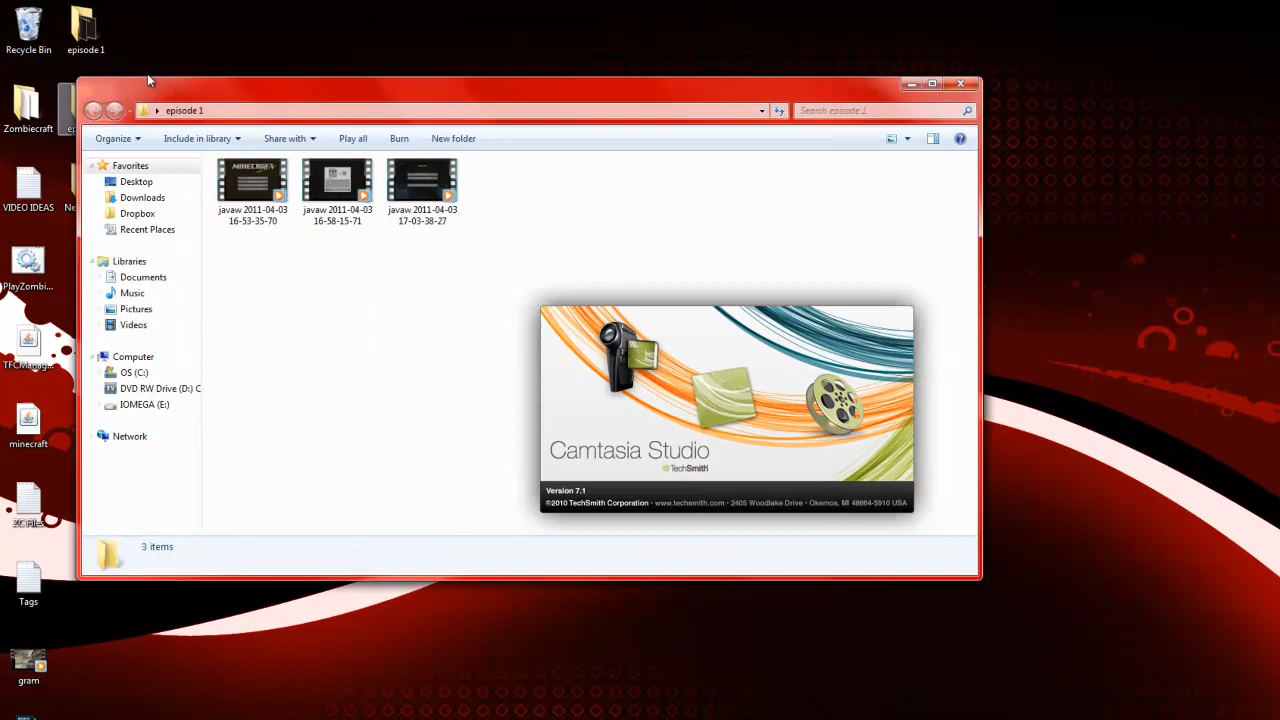 Recycle Bin
episode 1
Zombiecraft
VIDEO IDEAS
PlayZombi...
TFCManag...
minecraft
ZC Files
Tags
gram
episode 1
Search episode 1
Organize
Include in library
Share with
Play all
Burn
New folder
Favorites
Desktop
Downloads
Dropbox
Recent Places
Libraries
Documents
Music
Pictures
Videos
Computer
OS (C:)
DVD RW Drive (D:) C
IOMEGA (E:)
Network
MINECRAFT
javaw 2011-04-03
16-53-35-70
javaw 2011-04-03
16-58-15-71
javaw 2011-04-03
17-03-38-27
Camtasia Studio
TechSmith
Version 7.1
©2010 TechSmith Corporation · www.techsmith.com · 2405 Woodlake Drive · Okemos, MI 48864-5910 USA
3 items